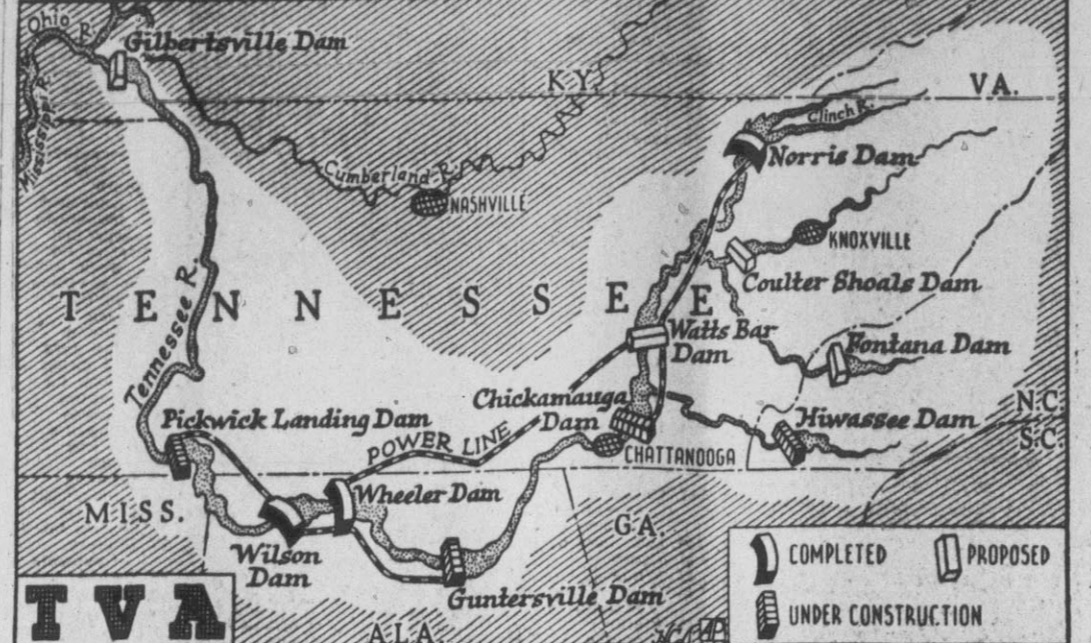 Ohio R.
Gilbertsville Dam
Mississippi R.
KY.
VA.
Clinch R.
Norris Dam
Cumberland R.
NASHVILLE
KNOXVILLE
Coulter Shoals Dam
TENNESSEE
Tennessee R.
Watts Bar
Dam
Fontana Dam
Chickamauga
Dam
Pickwick Landing Dam
Hiwassee Dam
N.C.
S.C.
POWER LINE
CHATTANOOGA
Wheeler Dam
MISS.
GA.
Wilson
Dam
Guntersville Dam
COMPLETED
PROPOSED
UNDER CONSTRUCTION
TVA
ALA.